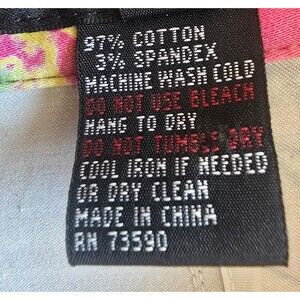 97% COTTON
3% SPANDEX
MACHINE WASH COLD
DO NOT USE BLEACH
HANG TO DRY
DO NOT TUMBLE DRY
COOL IRON IF NEEDED
OR DRY CLEAN
MADE IN CHINA
RN 73590